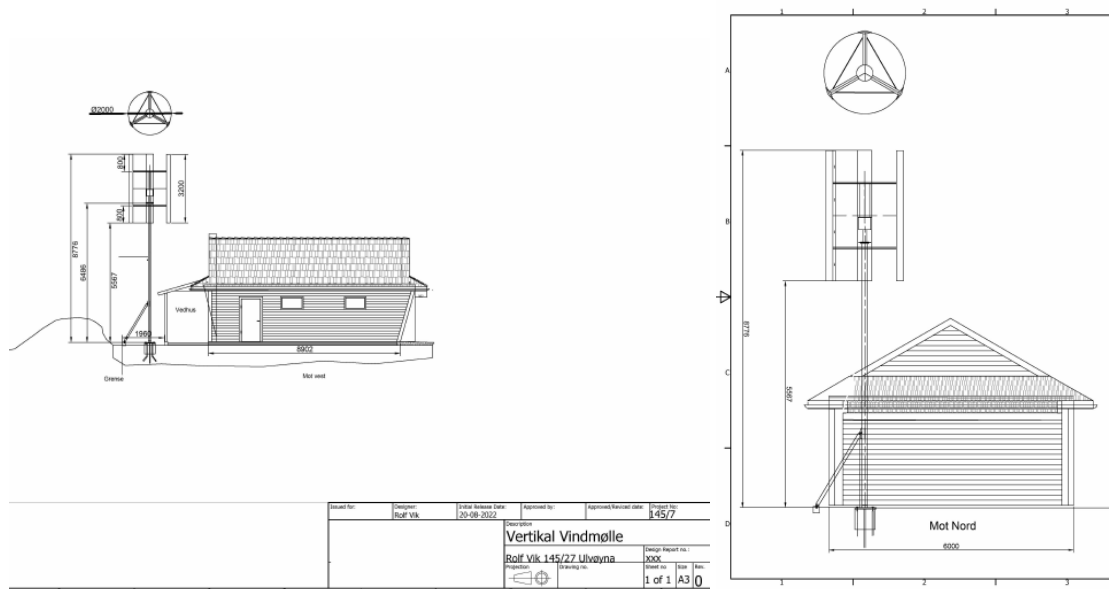 Ø2000
800
3200
800
8776
6486
5567
1960
Vedhus
8902
Grense
Mot vest
Issued for:
Designer:
Rolf Vik
Initial Release Date:
20-08-2022
Approved by:
Approved/Revised date:
Project No:
145/7
Description
Vertikal Vindmølle
Rolf Vik 145/27 Ulvøyna
Design Report no.:
xxx
Projection
Drawing no.
Sheet no
1 of 1
Size
A3
Rev.
0
1
2
3
A
B
C
D
8776
5567
Mot Nord
6000
1
2
3